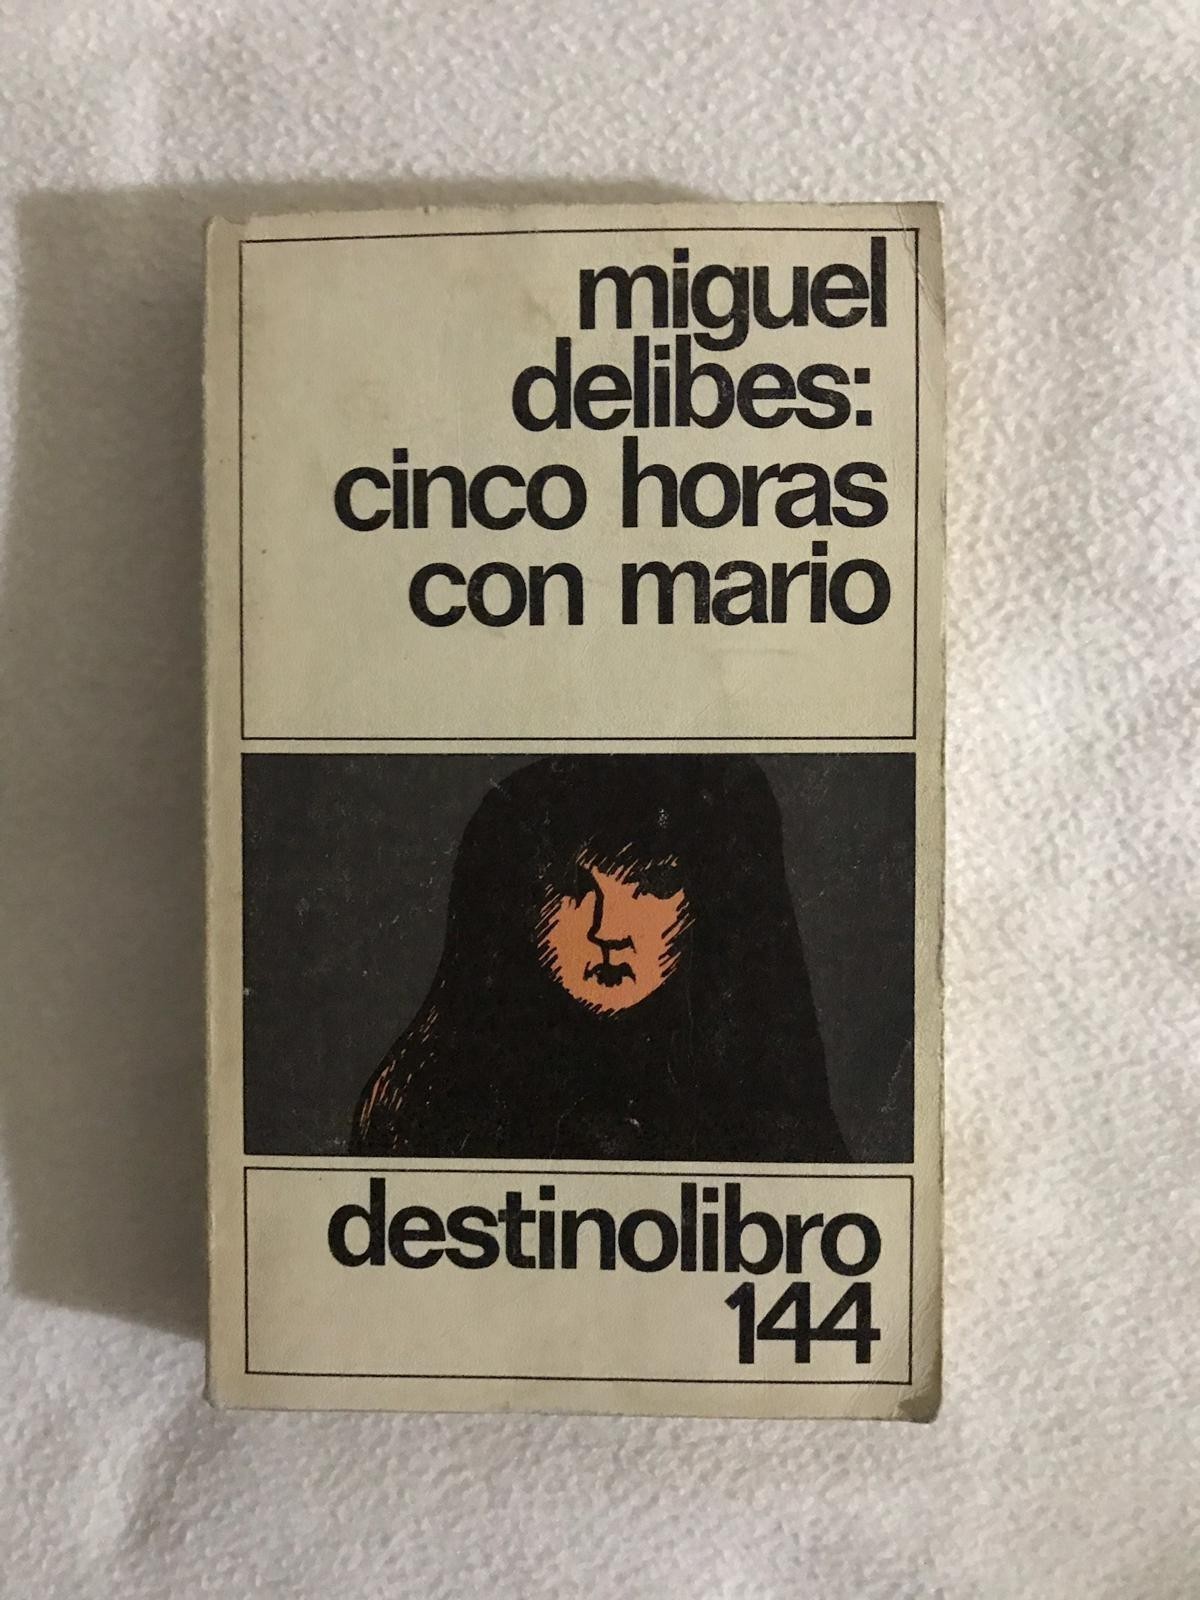 miguel
delibes:
cinco horas
con mario
destinolibro
144